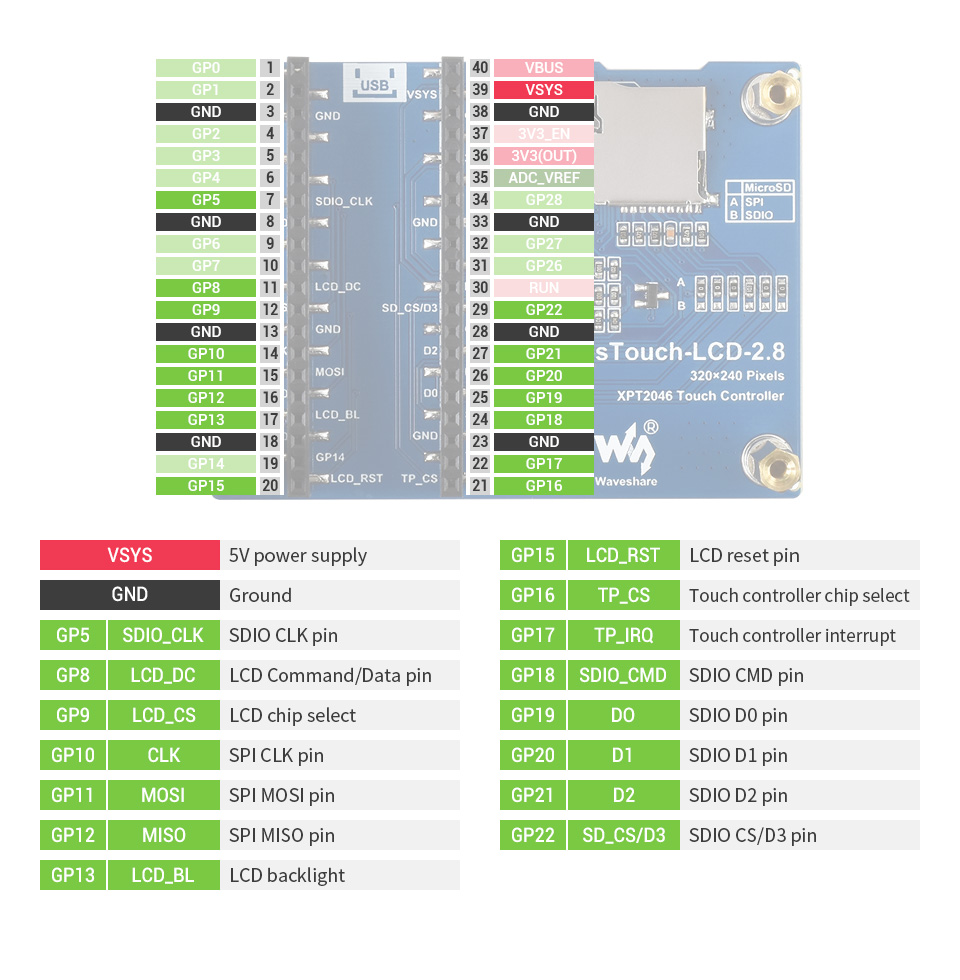 GP0 1 40 VBUS
GP1 2 39 VSYS
GND 3 38 GND
GP2 4 37 3V3_EN
GP3 5 36 3V3(OUT)
GP4 6 35 ADC_VREF
GP5 7 34 GP28
GND 8 33 GND
GP6 9 32 GP27
GP7 10 31 GP26
GP8 11 30 RUN
GP9 12 29 GP22
GND 13 28 GND
GP10 14 27 GP21
GP11 15 26 GP20
GP12 16 25 GP19
GP13 17 24 GP18
GND 18 23 GND
GP14 19 22 GP17
GP15 20 21 GP16
USB
VSYS
GND
SDIO_CLK
GND
LCD_DC
SD_CS/D3
GND
D2
MOSI
D0
LCD_BL
GND
GP14
LCD_RST TP_CS
MicroSD
A SPI
B SDIO
A
B
sTouch-LCD-2.8
320×240 Pixels
XPT2046 Touch Controller
®
Waveshare
VSYS 5V power supply
GND Ground
GP5 SDIO_CLK SDIO CLK pin
GP8 LCD_DC LCD Command/Data pin
GP9 LCD_CS LCD chip select
GP10 CLK SPI CLK pin
GP11 MOSI SPI MOSI pin
GP12 MISO SPI MISO pin
GP13 LCD_BL LCD backlight
GP15 LCD_RST LCD reset pin
GP16 TP_CS Touch controller chip select
GP17 TP_IRQ Touch controller interrupt
GP18 SDIO_CMD SDIO CMD pin
GP19 DO SDIO D0 pin
GP20 D1 SDIO D1 pin
GP21 D2 SDIO D2 pin
GP22 SD_CS/D3 SDIO CS/D3 pin